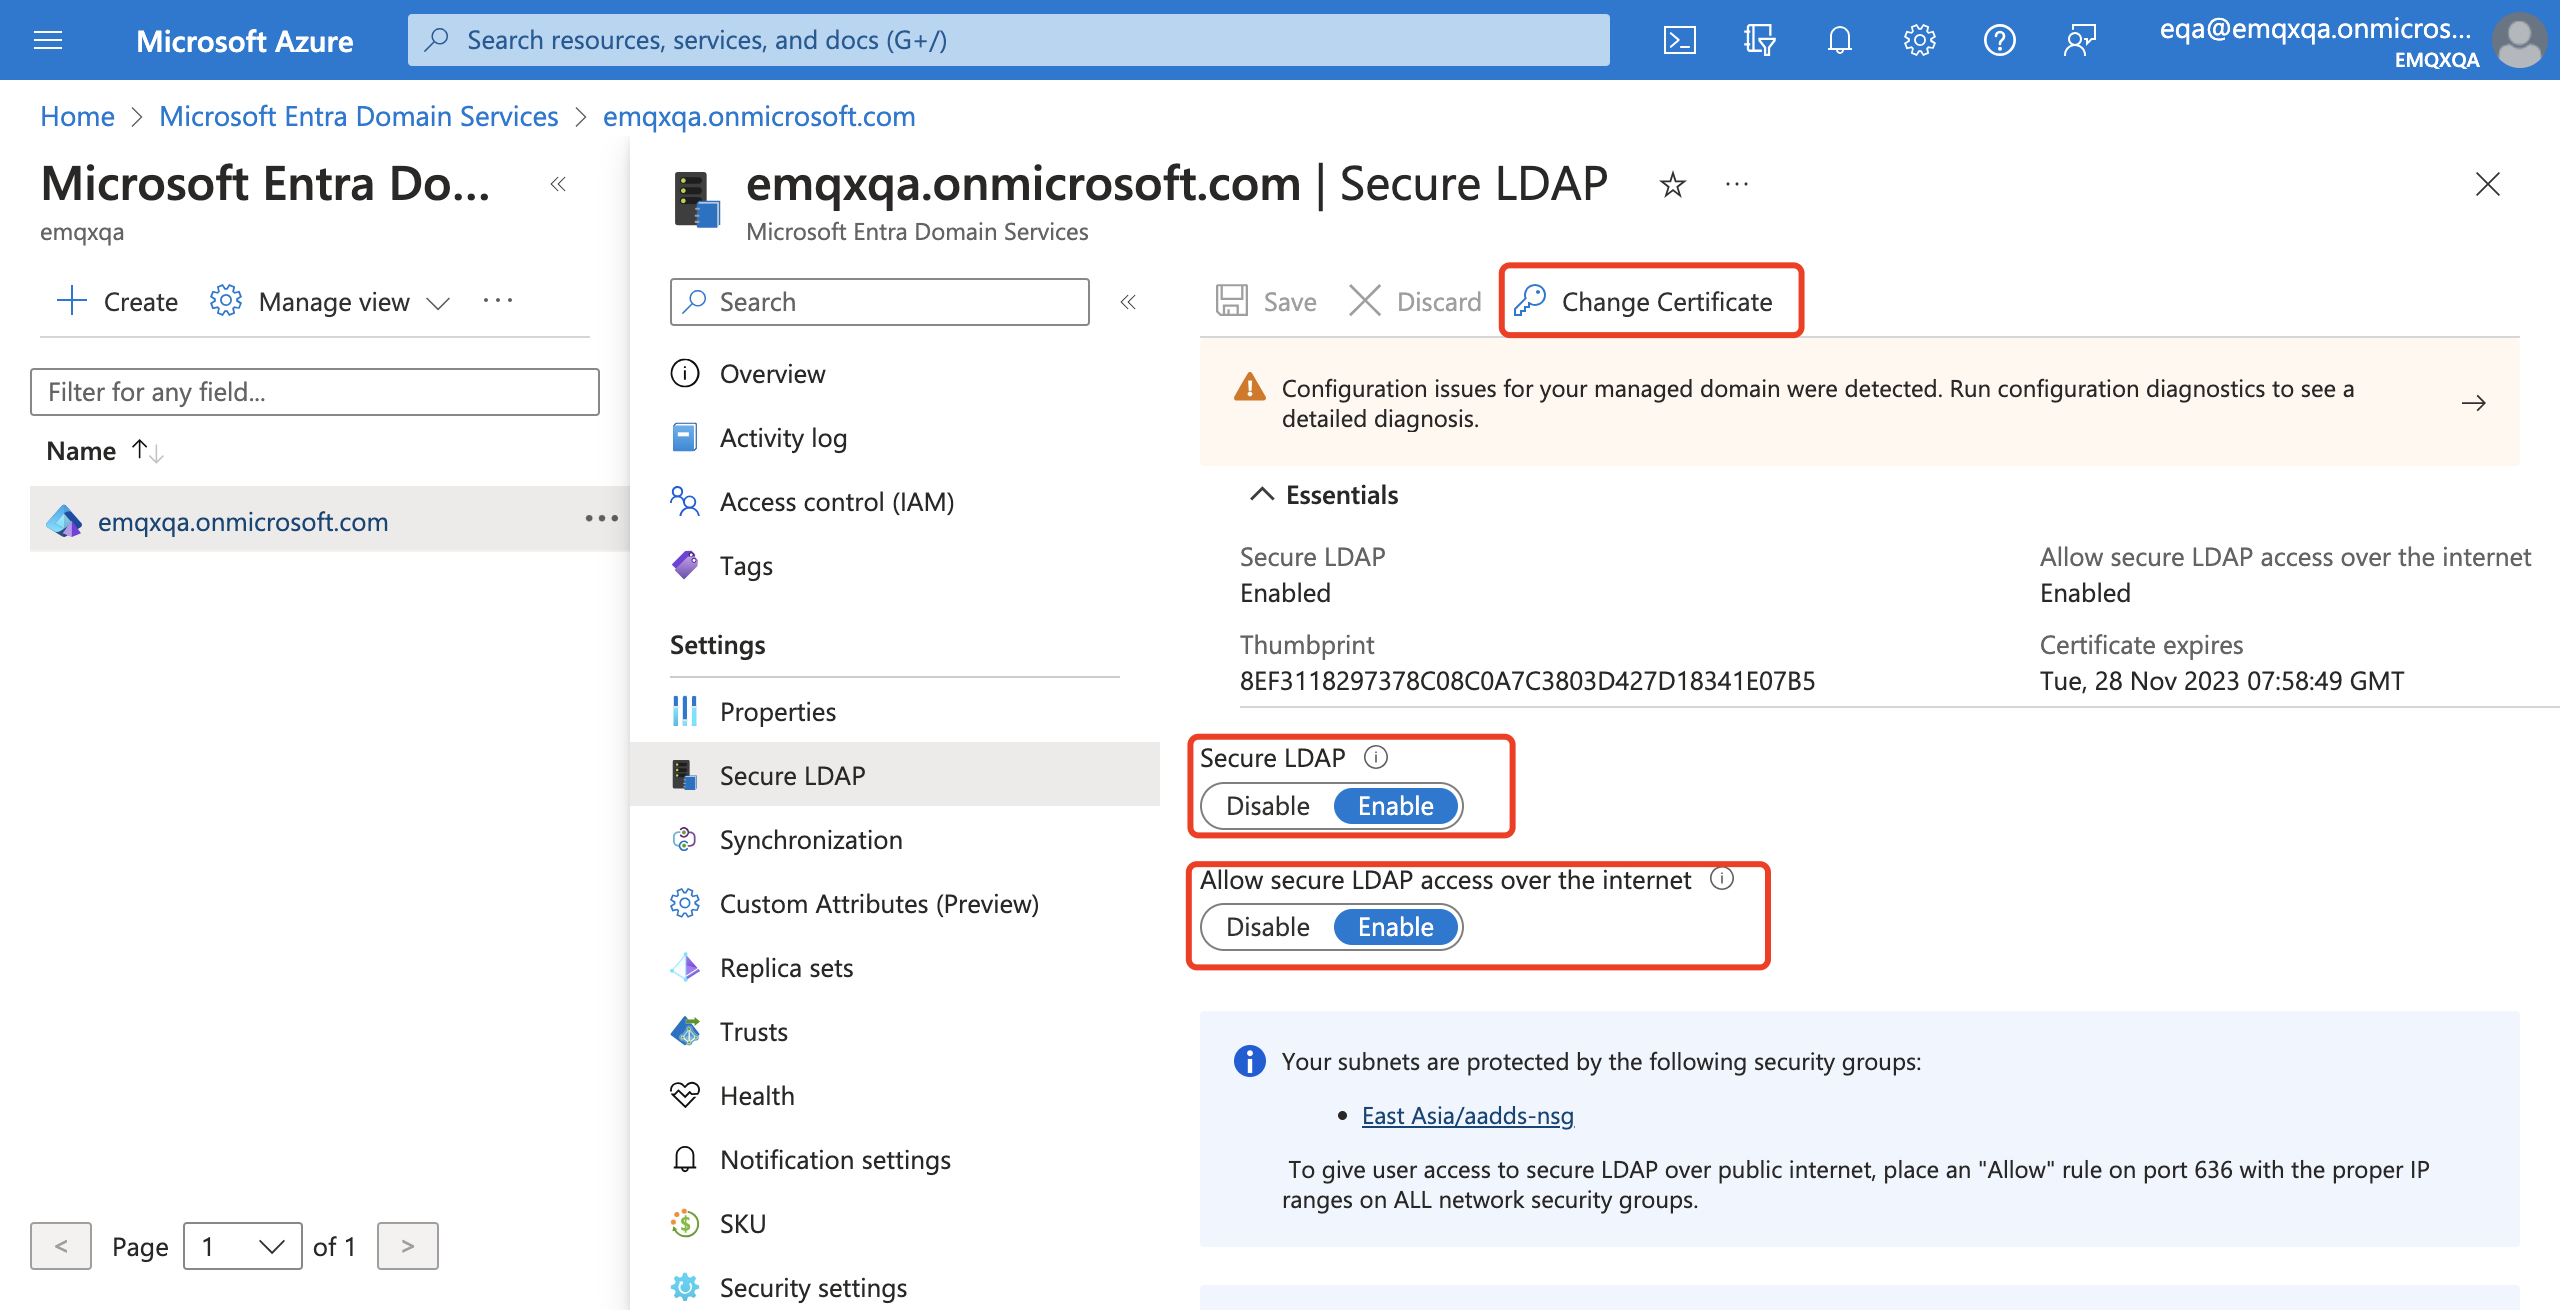 Microsoft Azure
Search resources, services, and docs (G+/)
eqa@emqxqa.onmicros...
EMQXQA
Home > Microsoft Entra Domain Services > emqxqa.onmicrosoft.com
Microsoft Entra Do...
emqxqa
Create
Manage view
Filter for any field...
Name
emqxqa.onmicrosoft.com
< Page 1 of 1 >
emqxqa.onmicrosoft.com | Secure LDAP
Microsoft Entra Domain Services
Search
Overview
Activity log
Access control (IAM)
Tags
Settings
Properties
Secure LDAP
Synchronization
Custom Attributes (Preview)
Replica sets
Trusts
Health
Notification settings
SKU
Security settings
Save
Discard
Change Certificate
Configuration issues for your managed domain were detected. Run configuration diagnostics to see a
detailed diagnosis.
Essentials
Secure LDAP
Enabled
Allow secure LDAP access over the internet
Enabled
Thumbprint
8EF3118297378C08C0A7C3803D427D18341E07B5
Certificate expires
Tue, 28 Nov 2023 07:58:49 GMT
Secure LDAP
Disable Enable
Allow secure LDAP access over the internet
Disable Enable
Your subnets are protected by the following security groups:
• East Asia/aadds-nsg
To give user access to secure LDAP over public internet, place an "Allow" rule on port 636 with the proper IP
ranges on ALL network security groups.